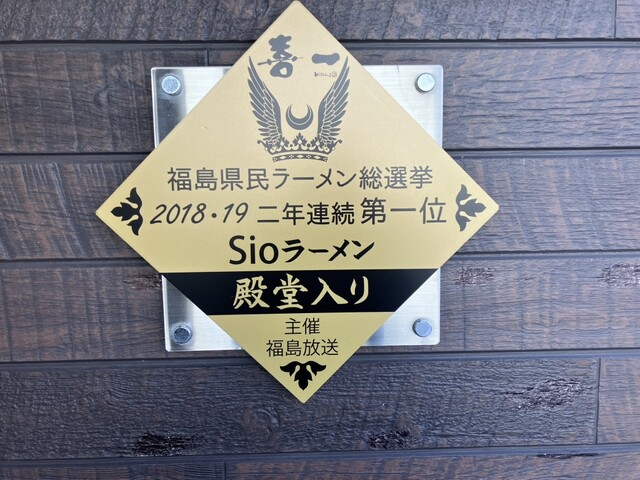 喜一
福島県民ラーメン総選挙
2018・19 二年連続 第一位
Sioラーメン
殿堂入り
主催
福島放送